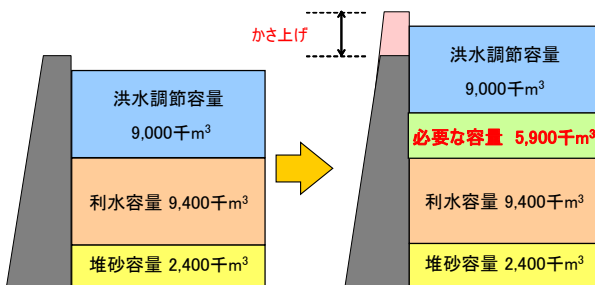 かさ上げ
洪水調節容量
9,000千m³
利水容量 9,400千m³
堆砂容量 2,400千m³
洪水調節容量
9,000千m³
必要な容量 5,900千m³
利水容量 9,400千m³
堆砂容量 2,400千m³